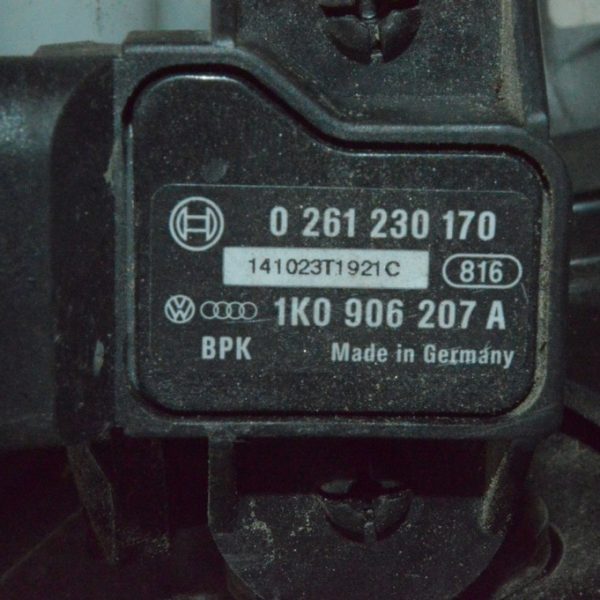 0 261 230 170
141023T1921C 816
1K0 906 207 A
BPK Made in Germany